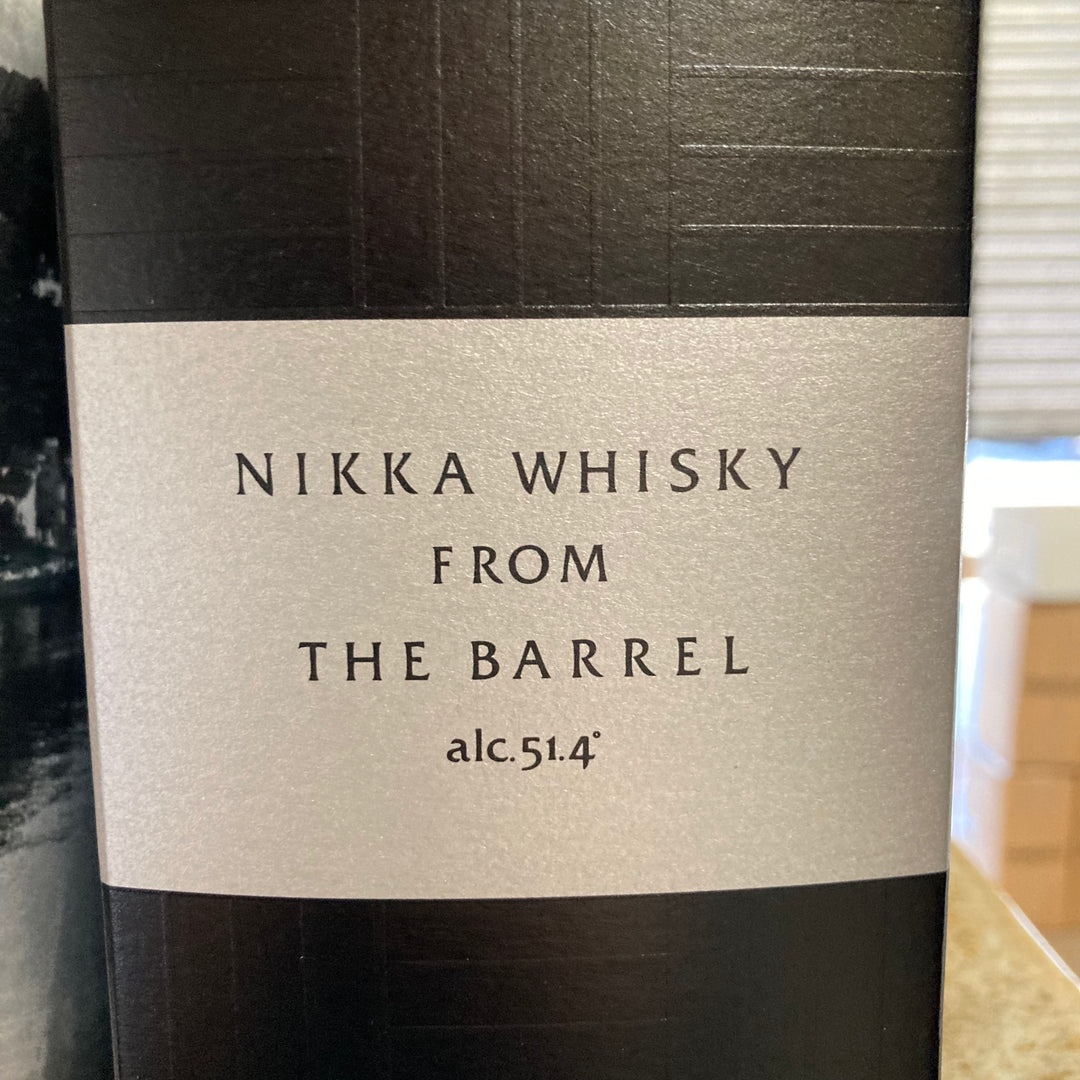 NIKKA WHISKY
FROM
THE BARREL
alc.51.4°